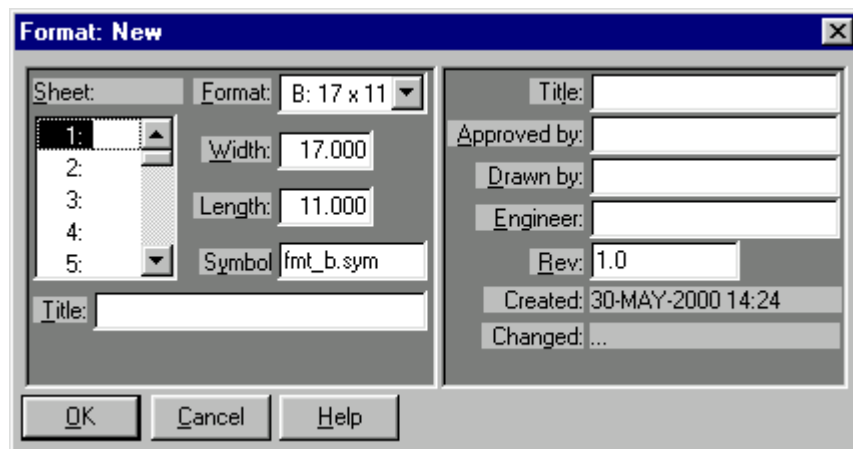 Format: New
Sheet:
1:
2:
3:
4:
5:
Format: B: 17 x 11
Width: 17.000
Length: 11.000
Symbol fmt_b.sym
Title:
Title:
Approved by:
Drawn by:
Engineer:
Rev: 1.0
Created: 30-MAY-2000 14:24
Changed: ...
OK Cancel Help